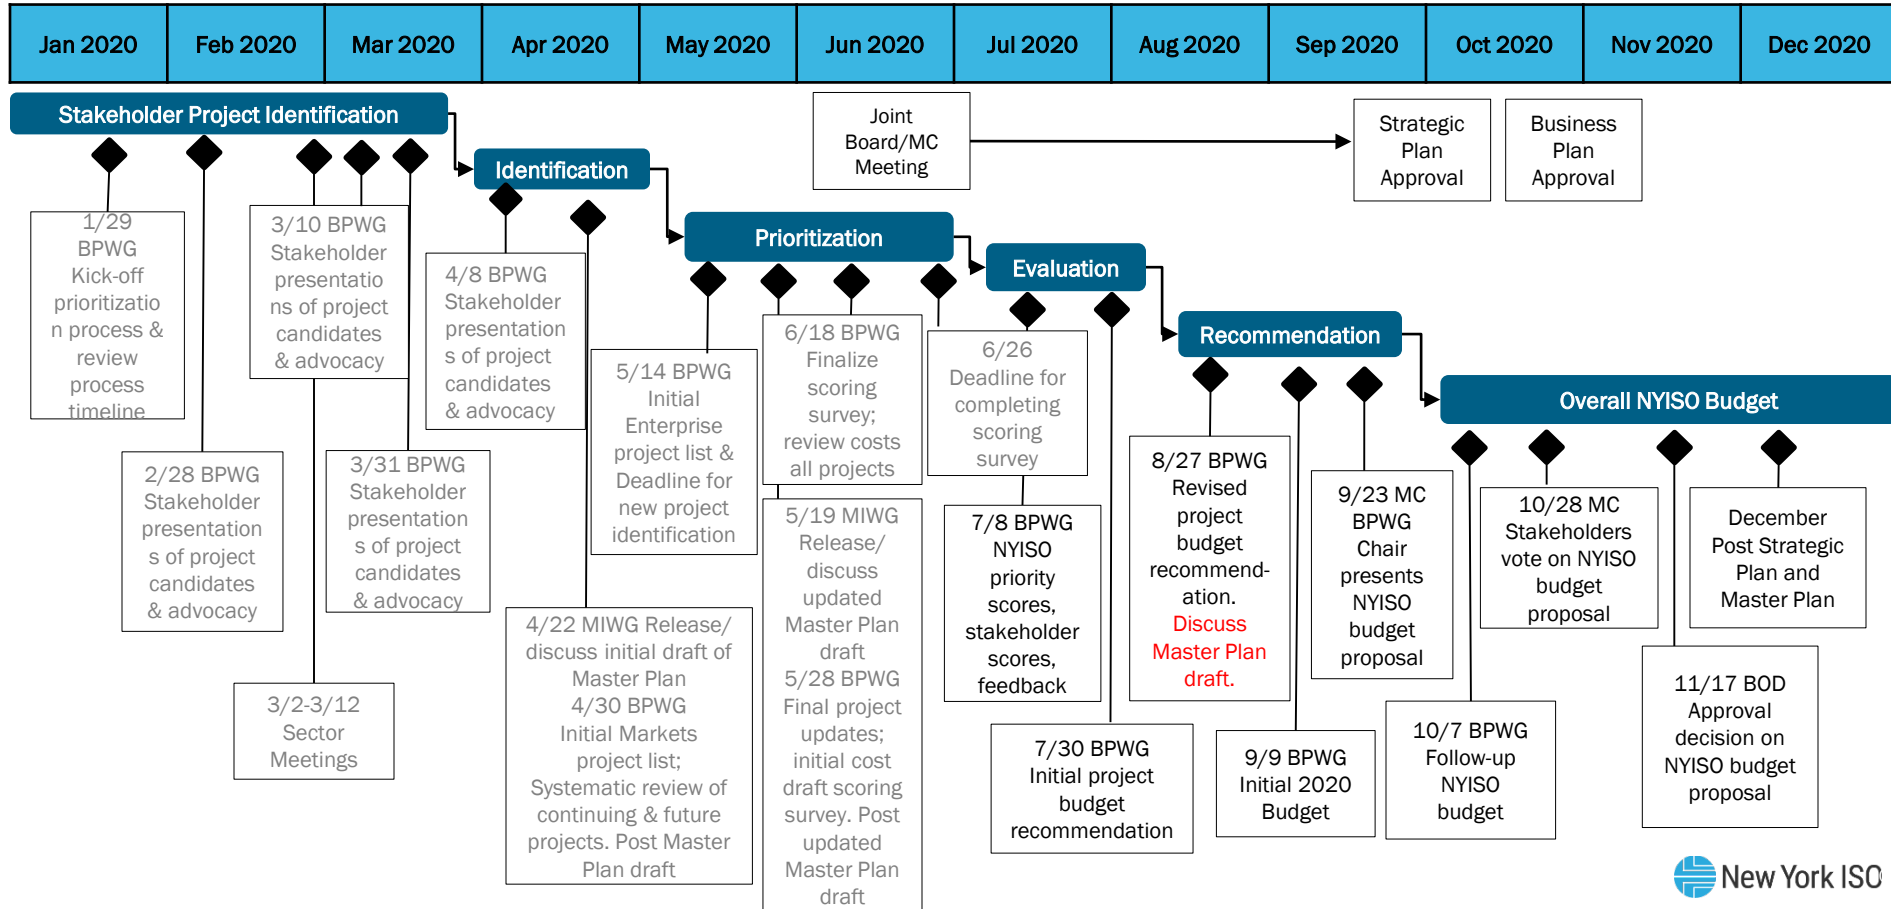 Jan 2020
Feb 2020
Mar 2020
Apr 2020
May 2020
Jun 2020
Jul 2020
Aug 2020
Sep 2020
Oct 2020
Nov 2020
Dec 2020
Stakeholder Project Identification
Identification
Prioritization
Evaluation
Recommendation
Overall NYISO Budget
Joint
Board/MC
Meeting
Strategic
Plan
Approval
Business
Plan
Approval
1/29
BPWG
Kick-off
prioritizatio
n process &
review
process
timeline
2/28 BPWG
Stakeholder
presentation
s of project
candidates
& advocacy
3/10 BPWG
Stakeholder
presentatio
ns of project
candidates
& advocacy
3/2-3/12
Sector
Meetings
3/31 BPWG
Stakeholder
presentation
s of project
candidates
& advocacy
4/8 BPWG
Stakeholder
presentation
s of project
candidates
& advocacy
4/22 MIWG Release/
discuss initial draft of
Master Plan
4/30 BPWG
Initial Markets
project list;
Systematic review of
continuing & future
projects. Post Master
Plan draft
5/14 BPWG
Initial
Enterprise
project list &
Deadline for
new project
identification
6/18 BPWG
Finalize
scoring
survey;
review costs
all projects
5/19 MIWG
Release/
discuss
updated
Master Plan
draft
5/28 BPWG
Final project
updates;
initial cost
draft scoring
survey. Post
updated
Master Plan
draft
6/26
Deadline for
completing
scoring
survey
7/8 BPWG
NYISO
priority
scores,
stakeholder
scores,
feedback
7/30 BPWG
Initial project
budget
recommendation
8/27 BPWG
Revised
project
budget
recommend-
ation.
Discuss
Master Plan
draft.
9/9 BPWG
Initial 2020
Budget
9/23 MC
BPWG
Chair
presents
NYISO
budget
proposal
10/7 BPWG
Follow-up
NYISO
budget
10/28 MC
Stakeholders
vote on NYISO
budget
proposal
11/17 BOD
Approval
decision on
NYISO budget
proposal
December
Post Strategic
Plan and
Master Plan
New York ISO